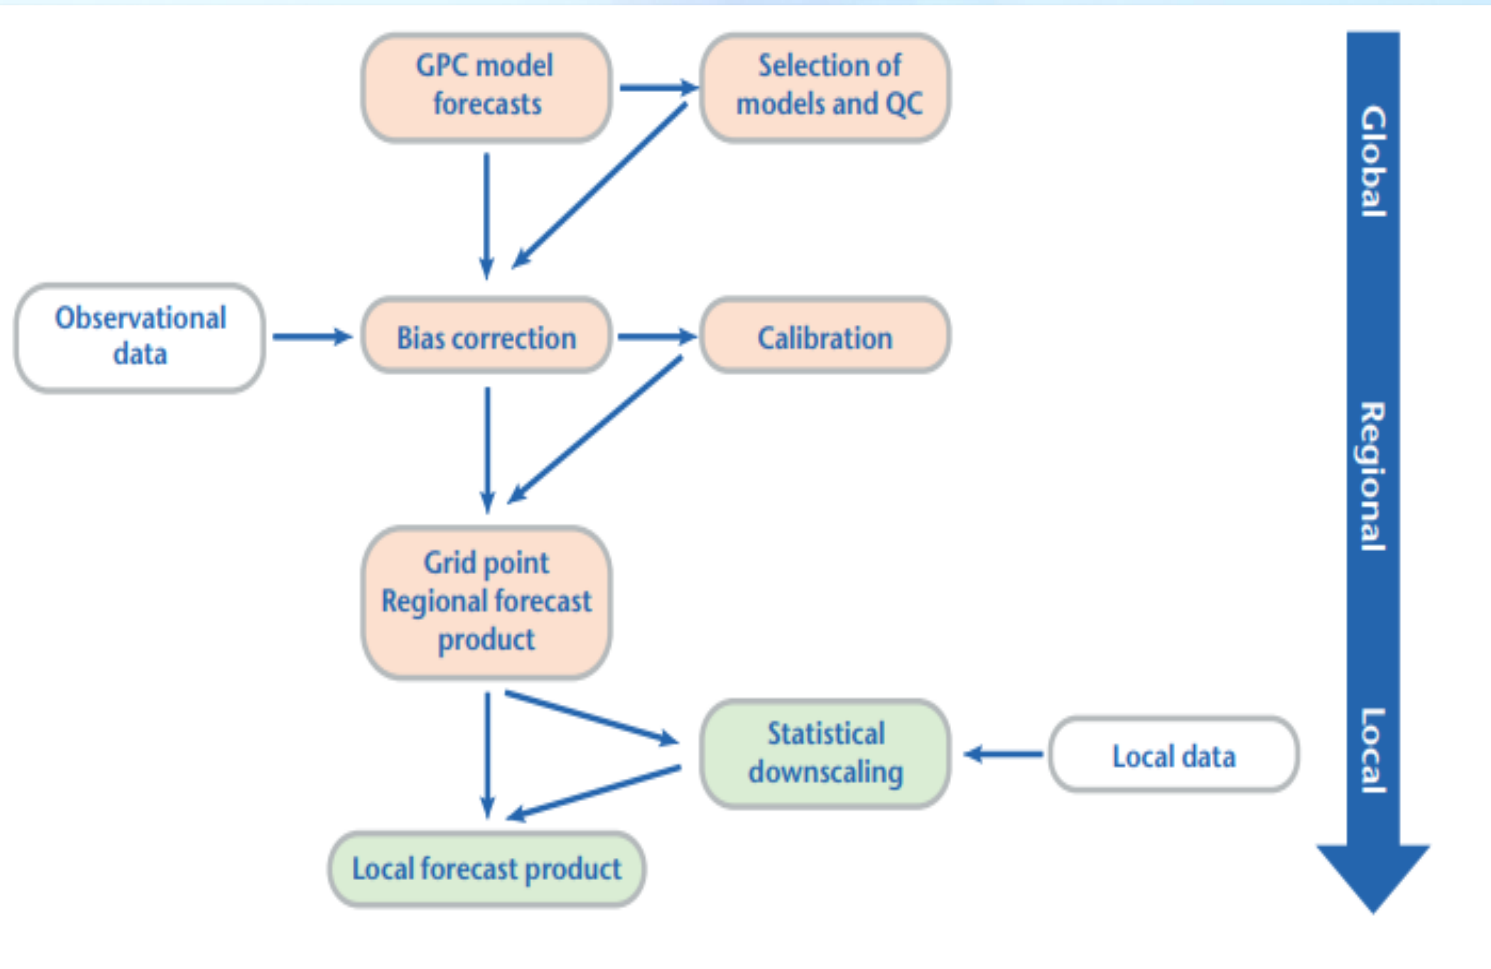 GPC model
forecasts
Selection of
models and QC
Global
Observational
data
Bias correction
Calibration
Regional
Grid point
Regional forecast
product
Statistical
downscaling
Local data
Local
Local forecast product